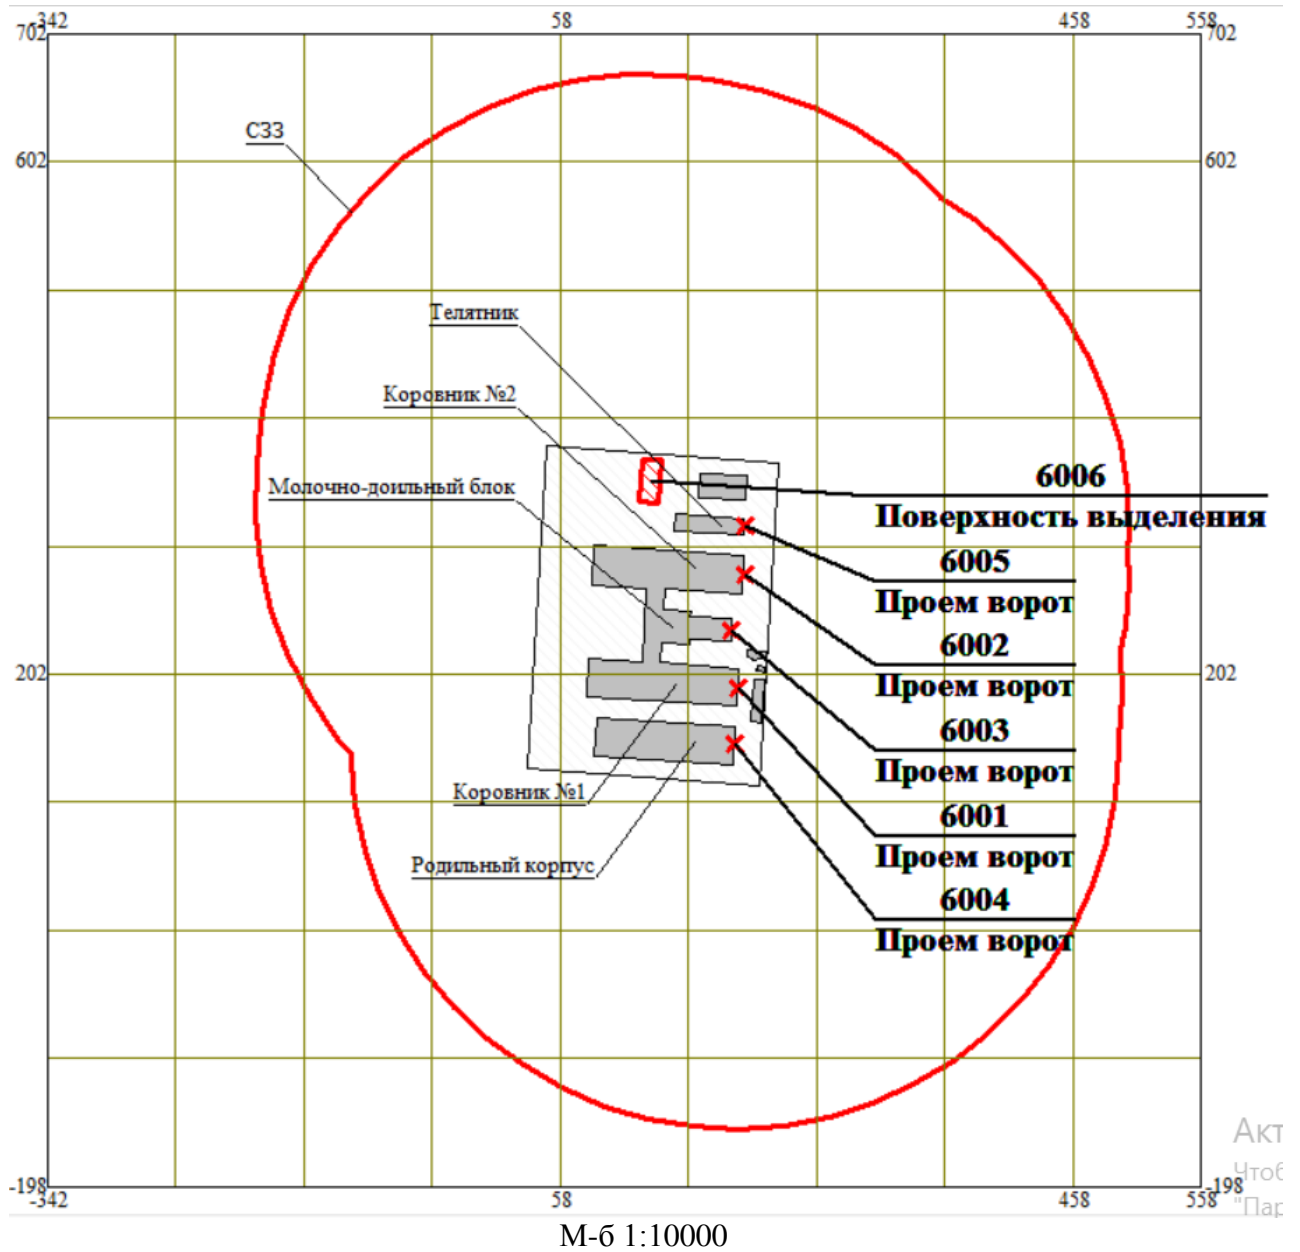 -342 58 458 558
702 702
СЗЗ
602 602
Телятник
Коровник №2
Молочно-доильный блок
6006
Поверхность выделения
6005
Проем ворот
6002
Проем ворот
202 202
6003
Проем ворот
Коровник №1
6001
Проем ворот
Родильный корпус
6004
Проем ворот
-198 -198
-342 58 458 558
М-б 1:10000